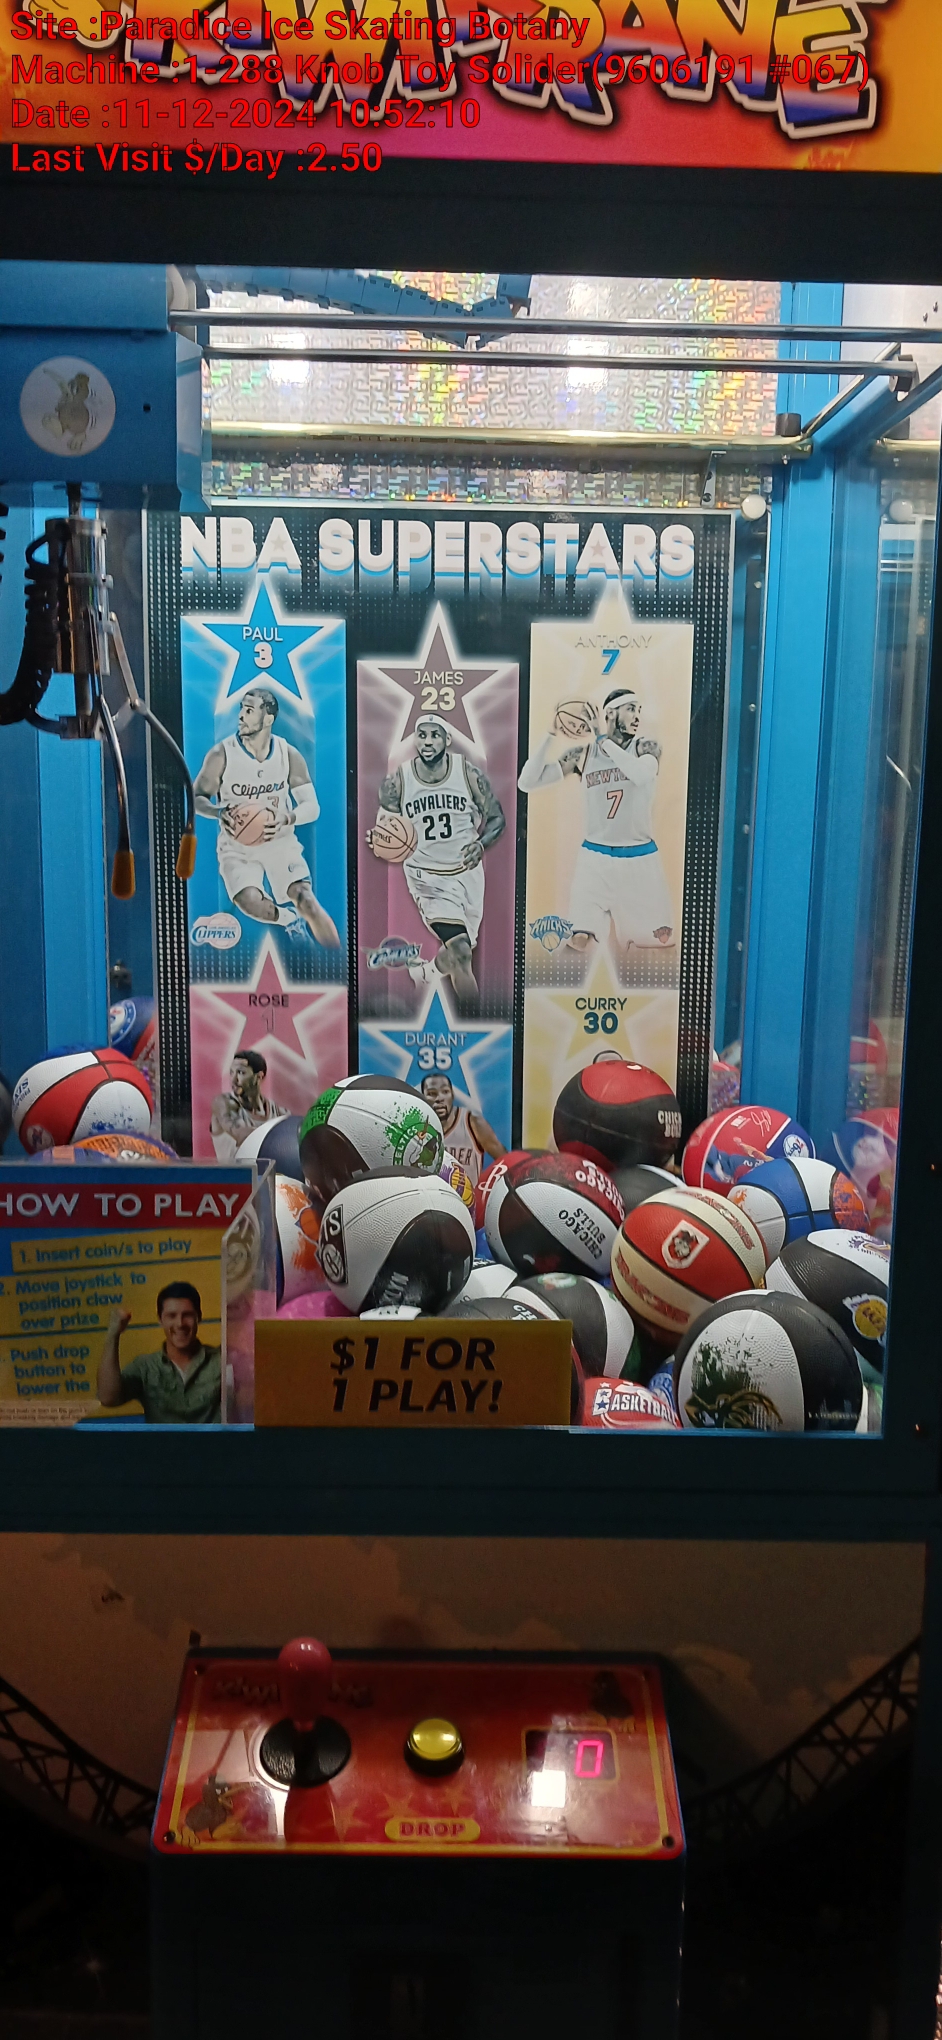 Site :Paradice Ice Skating Botany
Machine :1-288 Knob Toy Solider(9606191 #067)
Date :11-12-2024 10:52:10
Last Visit $/Day :2.50
NBA SUPERSTARS
PAUL
3
JAMES
23
ANTHONY
7
Clippers
CAVALIERS
23
NEW YORK
7
CLIPPERS
KNICKS
ROSE
1
DURANT
35
CURRY
30
CELTICS
CHICAGO
BULLS
HOW TO PLAY
1. Insert coin/s to play
2. Move joystick to
position claw
over prize
Push drop
button to
lower the
$1 FOR
1 PLAY!
BASKETBALL
0
DROP